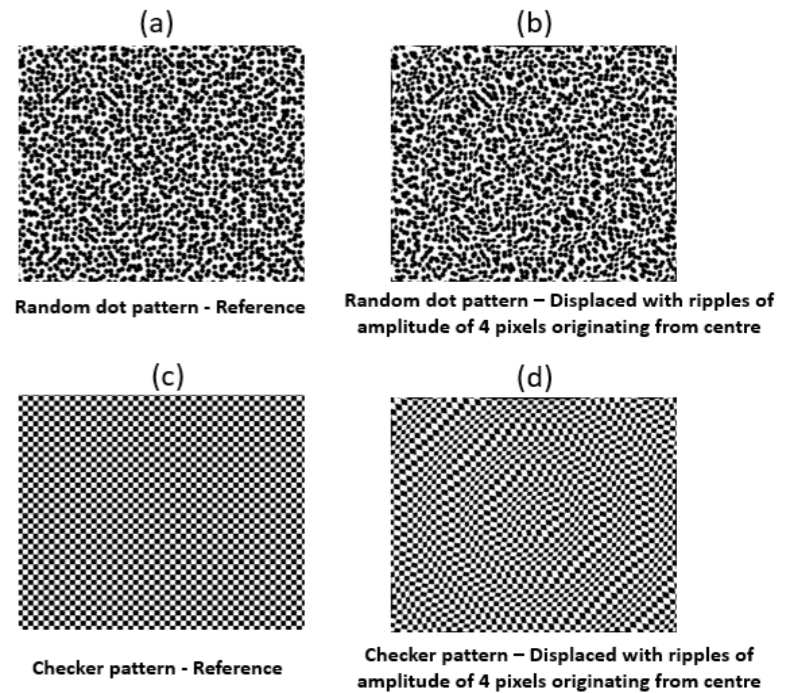 (a)
(b)
Random dot pattern - Reference
Random dot pattern – Displaced with ripples of
amplitude of 4 pixels originating from centre
(c)
(d)
Checker pattern - Reference
Checker pattern – Displaced with ripples of
amplitude of 4 pixels originating from centre